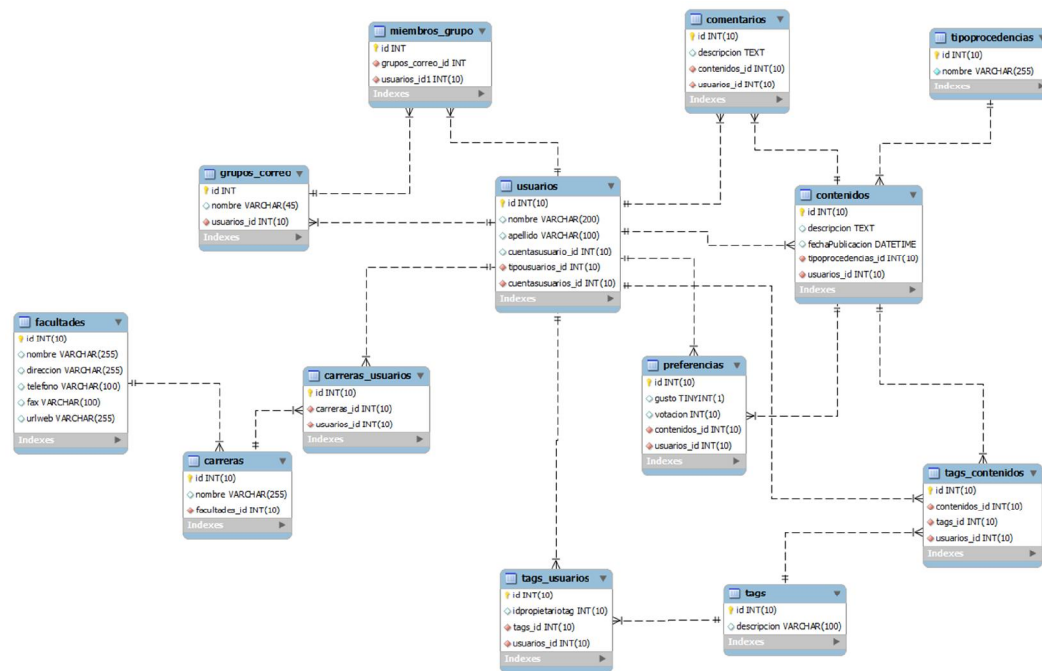 miembros_grupo
id INT
grupos_correo_id INT
usuarios_id1 INT(10)
Indexes
comentarios
id INT(10)
descripcion TEXT
contenidos_id INT(10)
usuarios_id INT(10)
Indexes
tipoprocedencias
id INT(10)
nombre VARCHAR(255)
Indexes
grupos_correo
id INT
nombre VARCHAR(45)
usuarios_id INT(10)
Indexes
usuarios
id INT(10)
nombre VARCHAR(200)
apellido VARCHAR(100)
cuentasusuario_id INT(10)
tipousuarios_id INT(10)
cuentasusuarios_id INT(10)
Indexes
contenidos
id INT(10)
descripcion TEXT
fechaPublicacion DATETIME
tipoprocedencias_id INT(10)
usuarios_id INT(10)
Indexes
facultades
id INT(10)
nombre VARCHAR(255)
direccion VARCHAR(255)
telefono VARCHAR(100)
fax VARCHAR(100)
urlweb VARCHAR(255)
Indexes
carreras_usuarios
id INT(10)
carreras_id INT(10)
usuarios_id INT(10)
Indexes
preferencias
id INT(10)
gusto TINYINT(1)
votacion INT(10)
contenidos_id INT(10)
usuarios_id INT(10)
Indexes
carreras
id INT(10)
nombre VARCHAR(255)
facultades_id INT(10)
Indexes
tags_contenidos
id INT(10)
contenidos_id INT(10)
tags_id INT(10)
usuarios_id INT(10)
Indexes
tags_usuarios
id INT(10)
idpropietariotag INT(10)
tags_id INT(10)
usuarios_id INT(10)
Indexes
tags
id INT(10)
descripcion VARCHAR(100)
Indexes